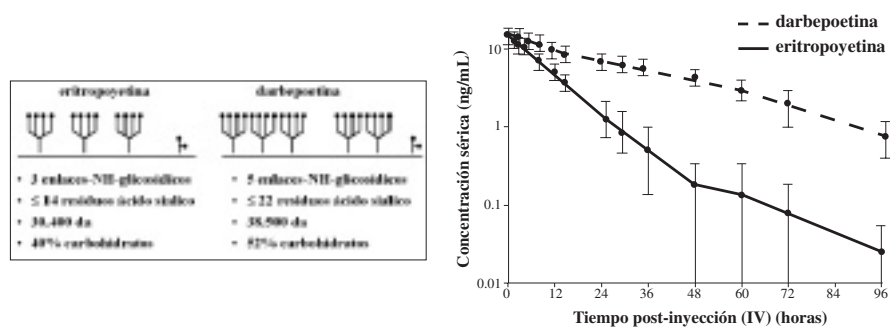 eritropoyetina darbepoetina
• 3 enlaces-NH-glicosídicos
• ≤ 14 residuos ácido siálico
• 30.400 da
• 40% carbohidratos
• 5 enlaces-NH-glicosídicos
• ≤ 22 residuos ácido siálico
• 38.500 da
• 52% carbohidratos
darbepoetina
eritropoyetina
Concentración sérica (ng/mL)
10
1
0.1
0.01
0 12 24 36 48 60 72 84 96
Tiempo post-inyección (IV) (horas)